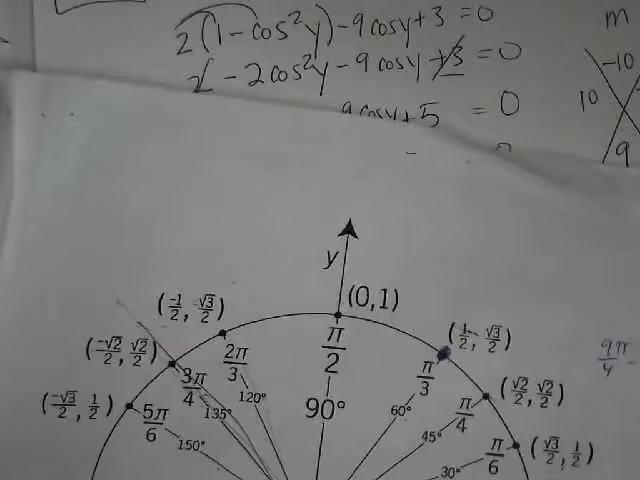 2(1-cos²y)-9cosy+3=0
m
2-2cos²y-9cosy+3=0
-10
10
9cosy+5 =0
9
y
(0,1)
(-1/2, √3/2)
(1/2, √3/2)
(-√2/2, √2/2)
π/2
2π/3
π/3
9π/4
(√2/2, √2/2)
(-√3/2, 1/2)
3π/4
135°
120°
90°
60°
π/4
5π/6
150°
45°
30°
π/6
(√3/2, 1/2)